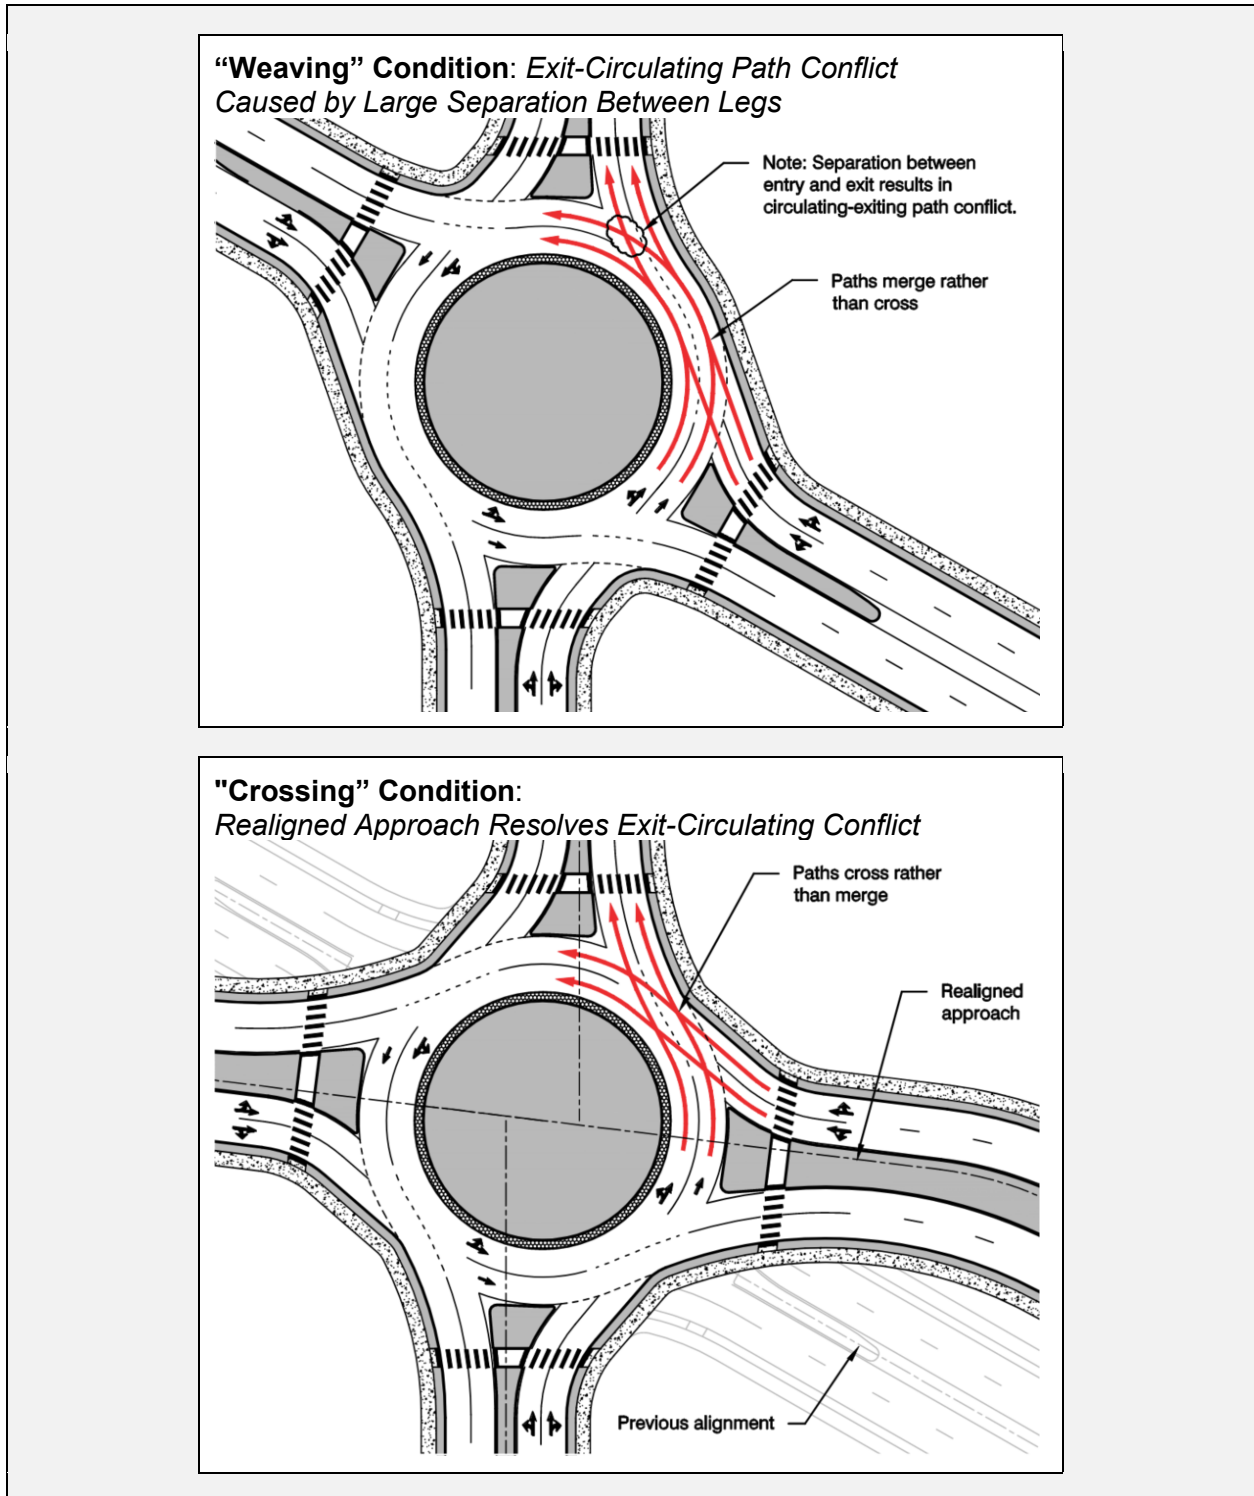 “Weaving” Condition: Exit-Circulating Path Conflict
Caused by Large Separation Between Legs
Note: Separation between
entry and exit results in
circulating-exiting path conflict.
Paths merge rather
than cross
"Crossing” Condition:
Realigned Approach Resolves Exit-Circulating Conflict
Paths cross rather
than merge
Realigned
approach
Previous alignment